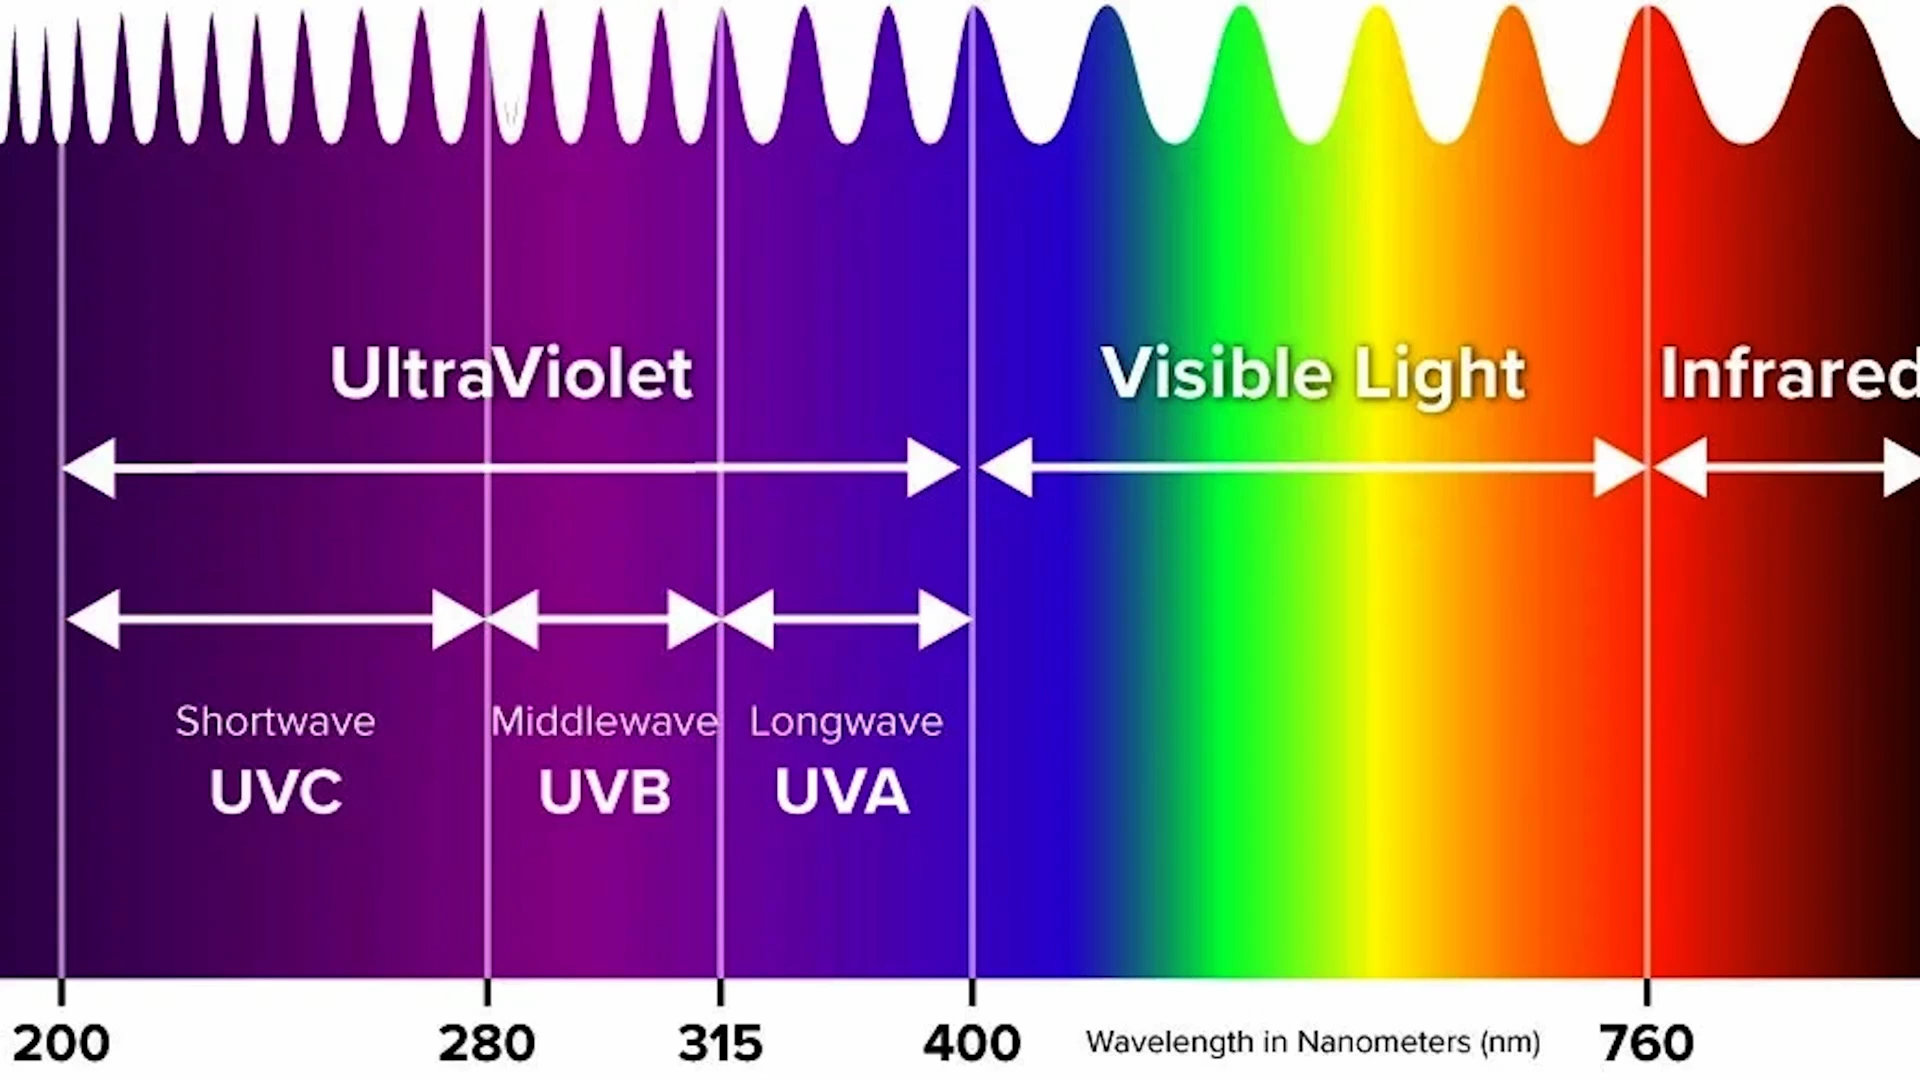 UltraViolet
Visible Light
Infrared
Shortwave
UVC
Middlewave
UVB
Longwave
UVA
200
280
315
400
Wavelength in Nanometers (nm)
760